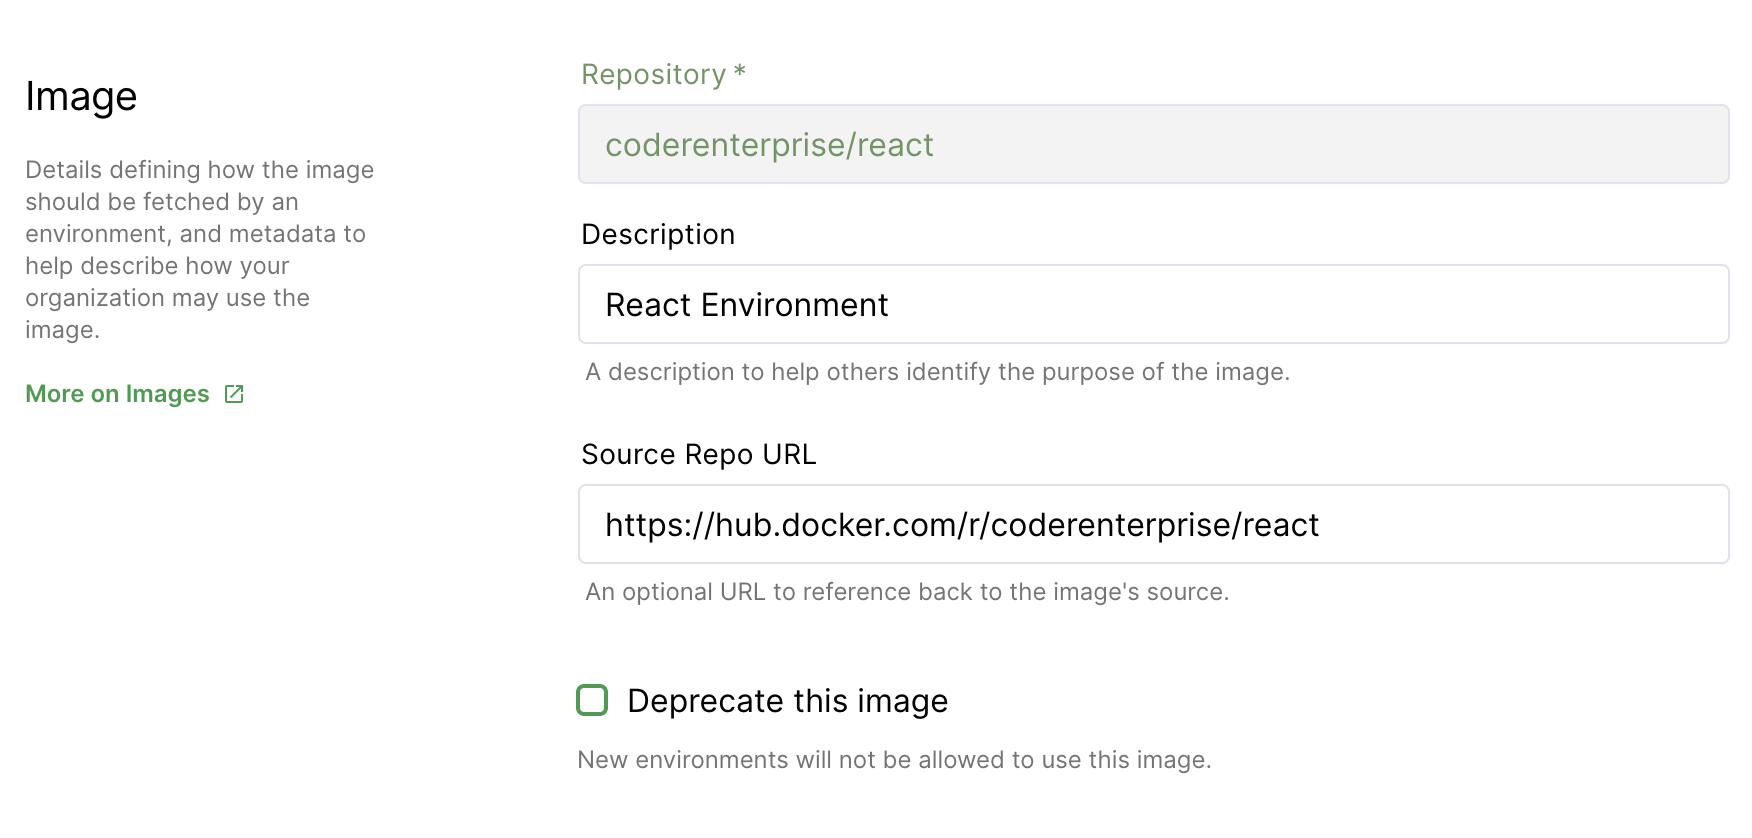 Image
Details defining how the image
should be fetched by an
environment, and metadata to
help describe how your
organization may use the
image.
More on Images
Repository *
coderenterprise/react
Description
React Environment
A description to help others identify the purpose of the image.
Source Repo URL
https://hub.docker.com/r/coderenterprise/react
An optional URL to reference back to the image's source.
Deprecate this image
New environments will not be allowed to use this image.